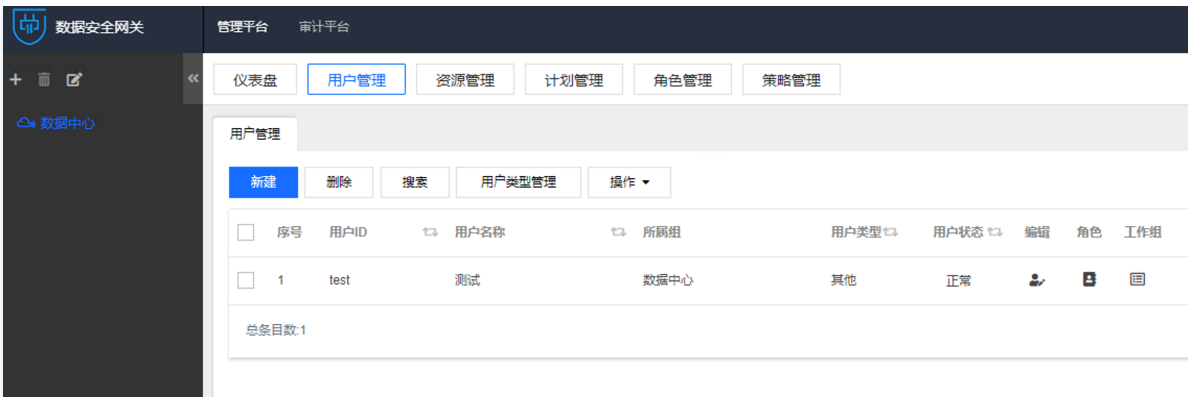 数据安全网关 管理平台 审计平台
仪表盘 用户管理 资源管理 计划管理 角色管理 策略管理
数据中心
用户管理
新建 删除 搜索 用户类型管理 操作
序号 用户ID 用户名称 所属组 用户类型 用户状态 编辑 角色 工作组
1 test 测试 数据中心 其他 正常
总条目数:1